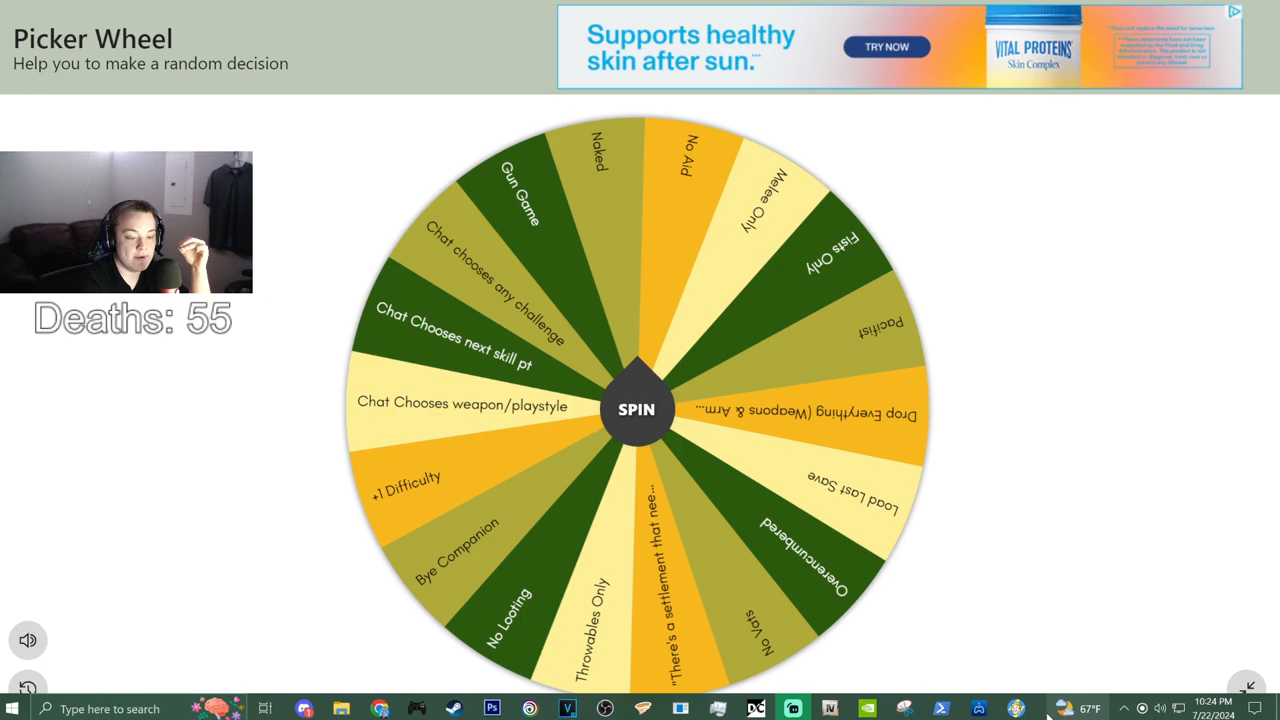 Picker Wheel
Help you to make a random decision
Supports healthy
skin after sun.
TRY NOW
VITAL PROTEINS
Skin Complex
Deaths: 55
Naked
No Aid
Melee Only
Fists Only
Pacifist
Drop Everything (Weapons & Arm...
Load Last Save
Overencumbered
No Vats
"There's a settlement that nee...
Throwables Only
No Looting
Bye Companion
+1 Difficulty
Chat Chooses weapon/playstyle
Chat Chooses next skill pt
Chat chooses any challenge
Gun Game
SPIN
Type here to search
67°F
10:24 PM
7/22/2024